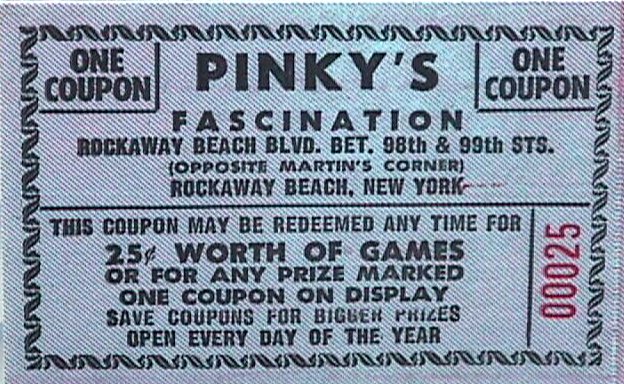 ONE COUPON
PINKY'S
ONE COUPON
FASCINATION
ROCKAWAY BEACH BLVD. BET. 98th & 99th STS.
(OPPOSITE MARTIN'S CORNER)
ROCKAWAY BEACH, NEW YORK
THIS COUPON MAY BE REDEEMED ANY TIME FOR
25¢ WORTH OF GAMES
OR FOR ANY PRIZE MARKED
ONE COUPON ON DISPLAY
SAVE COUPONS FOR BIGGER PRIZES
OPEN EVERY DAY OF THE YEAR
00025